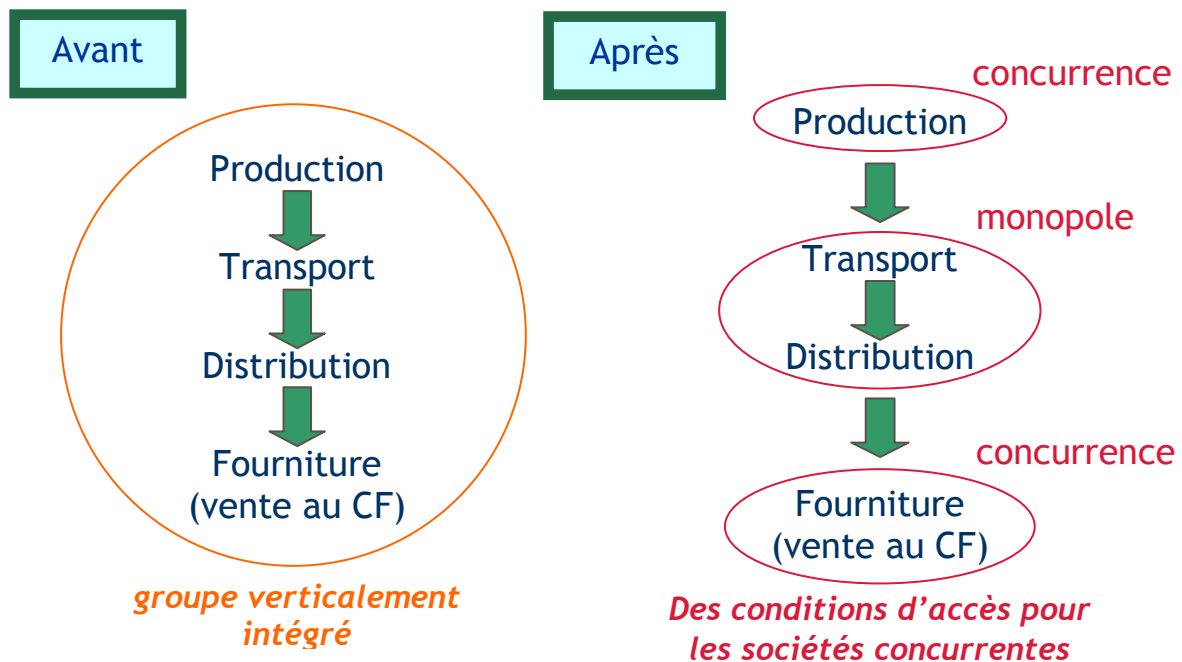 Avant
Production
Transport
Distribution
Fourniture
(vente au CF)
groupe verticalement
intégré
Après
concurrence
Production
monopole
Transport
Distribution
concurrence
Fourniture
(vente au CF)
Des conditions d’accès pour
les sociétés concurrentes